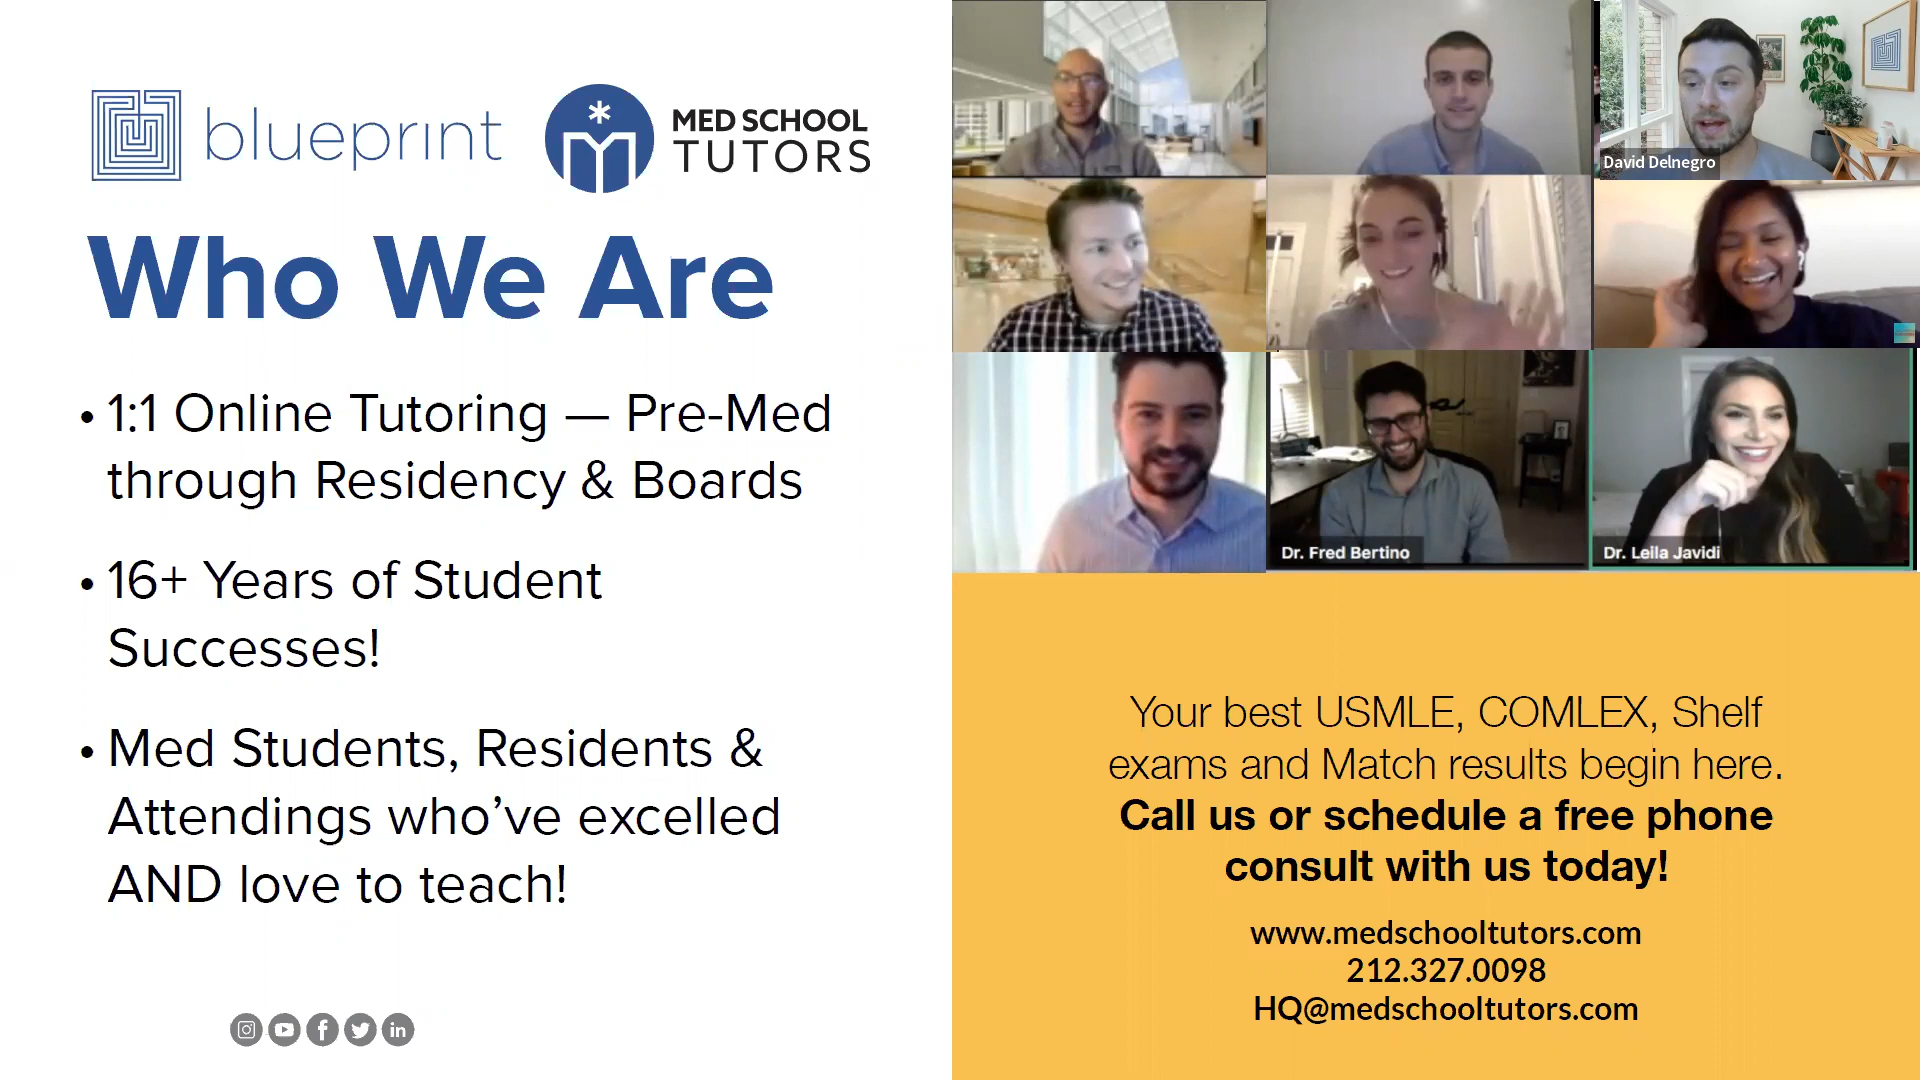 blueprint
MED SCHOOL
TUTORS
Who We Are
• 1:1 Online Tutoring — Pre-Med
through Residency & Boards
• 16+ Years of Student
Successes!
• Med Students, Residents &
Attendings who’ve excelled
AND love to teach!
David Delnegro
Dr. Fred Bertino
Dr. Leila Javidi
Your best USMLE, COMLEX, Shelf
exams and Match results begin here.
Call us or schedule a free phone
consult with us today!
www.medschooltutors.com
212.327.0098
HQ@medschooltutors.com